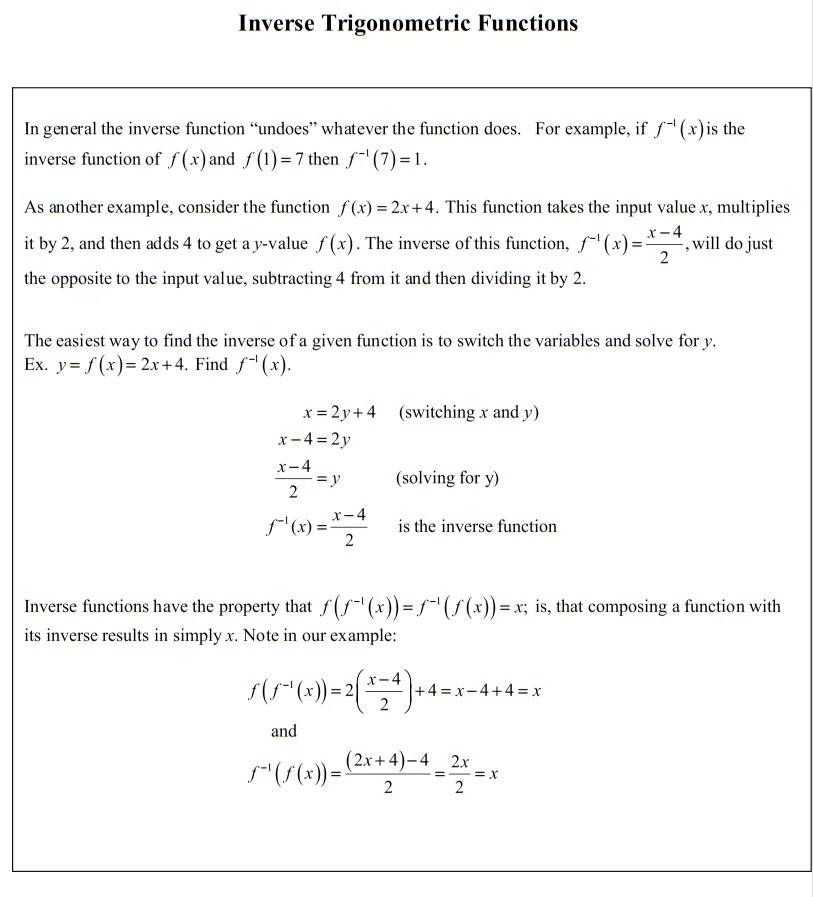 Inverse Trigonometric Functions
In general the inverse function “undoes” whatever the function does. For example, if f⁻¹(x) is the
inverse function of f(x) and f(1) = 7 then f⁻¹(7) = 1.
As another example, consider the function f(x) = 2x + 4. This function takes the input value x, multiplies
it by 2, and then adds 4 to get a y-value f(x). The inverse of this function, f⁻¹(x) = (x − 4)/2, will do just
the opposite to the input value, subtracting 4 from it and then dividing it by 2.
The easiest way to find the inverse of a given function is to switch the variables and solve for y.
Ex. y = f(x) = 2x + 4. Find f⁻¹(x).
x = 2y + 4 (switching x and y)
x − 4 = 2y
(x − 4)/2 = y (solving for y)
f⁻¹(x) = (x − 4)/2 is the inverse function
Inverse functions have the property that f(f⁻¹(x)) = f⁻¹(f(x)) = x; is, that composing a function with
its inverse results in simply x. Note in our example:
f(f⁻¹(x)) = 2((x − 4)/2) + 4 = x − 4 + 4 = x
and
f⁻¹(f(x)) = ((2x + 4) − 4)/2 = 2x/2 = x